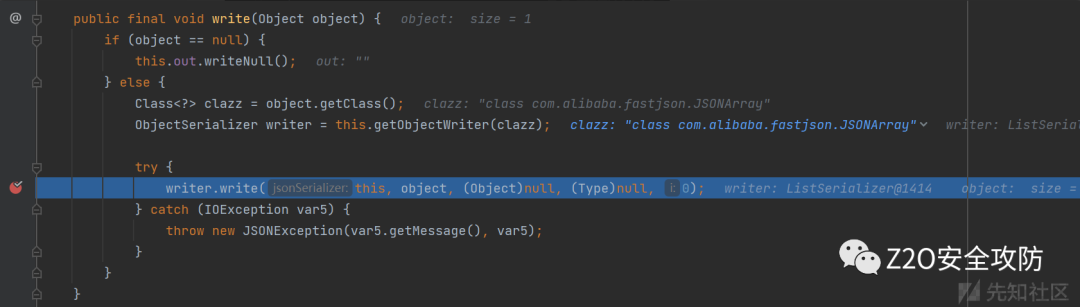 @ public final void write(Object object) { object: size = 1
if (object == null) {
this.out.writeNull(); out: ""
} else {
Class<?> clazz = object.getClass(); clazz: "class com.alibaba.fastjson.JSONArray"
ObjectSerializer writer = this.getObjectWriter(clazz); clazz: "class com.alibaba.fastjson.JSONArray" writer: ListSerial
try {
writer.write( jsonSerializer: this, object, (Object)null, (Type)null, i: 0); writer: ListSerializer@1414 object: size =
} catch (IOException var5) {
throw new JSONException(var5.getMessage(), var5);
}
}
}
Z2O安全攻防
先知社区